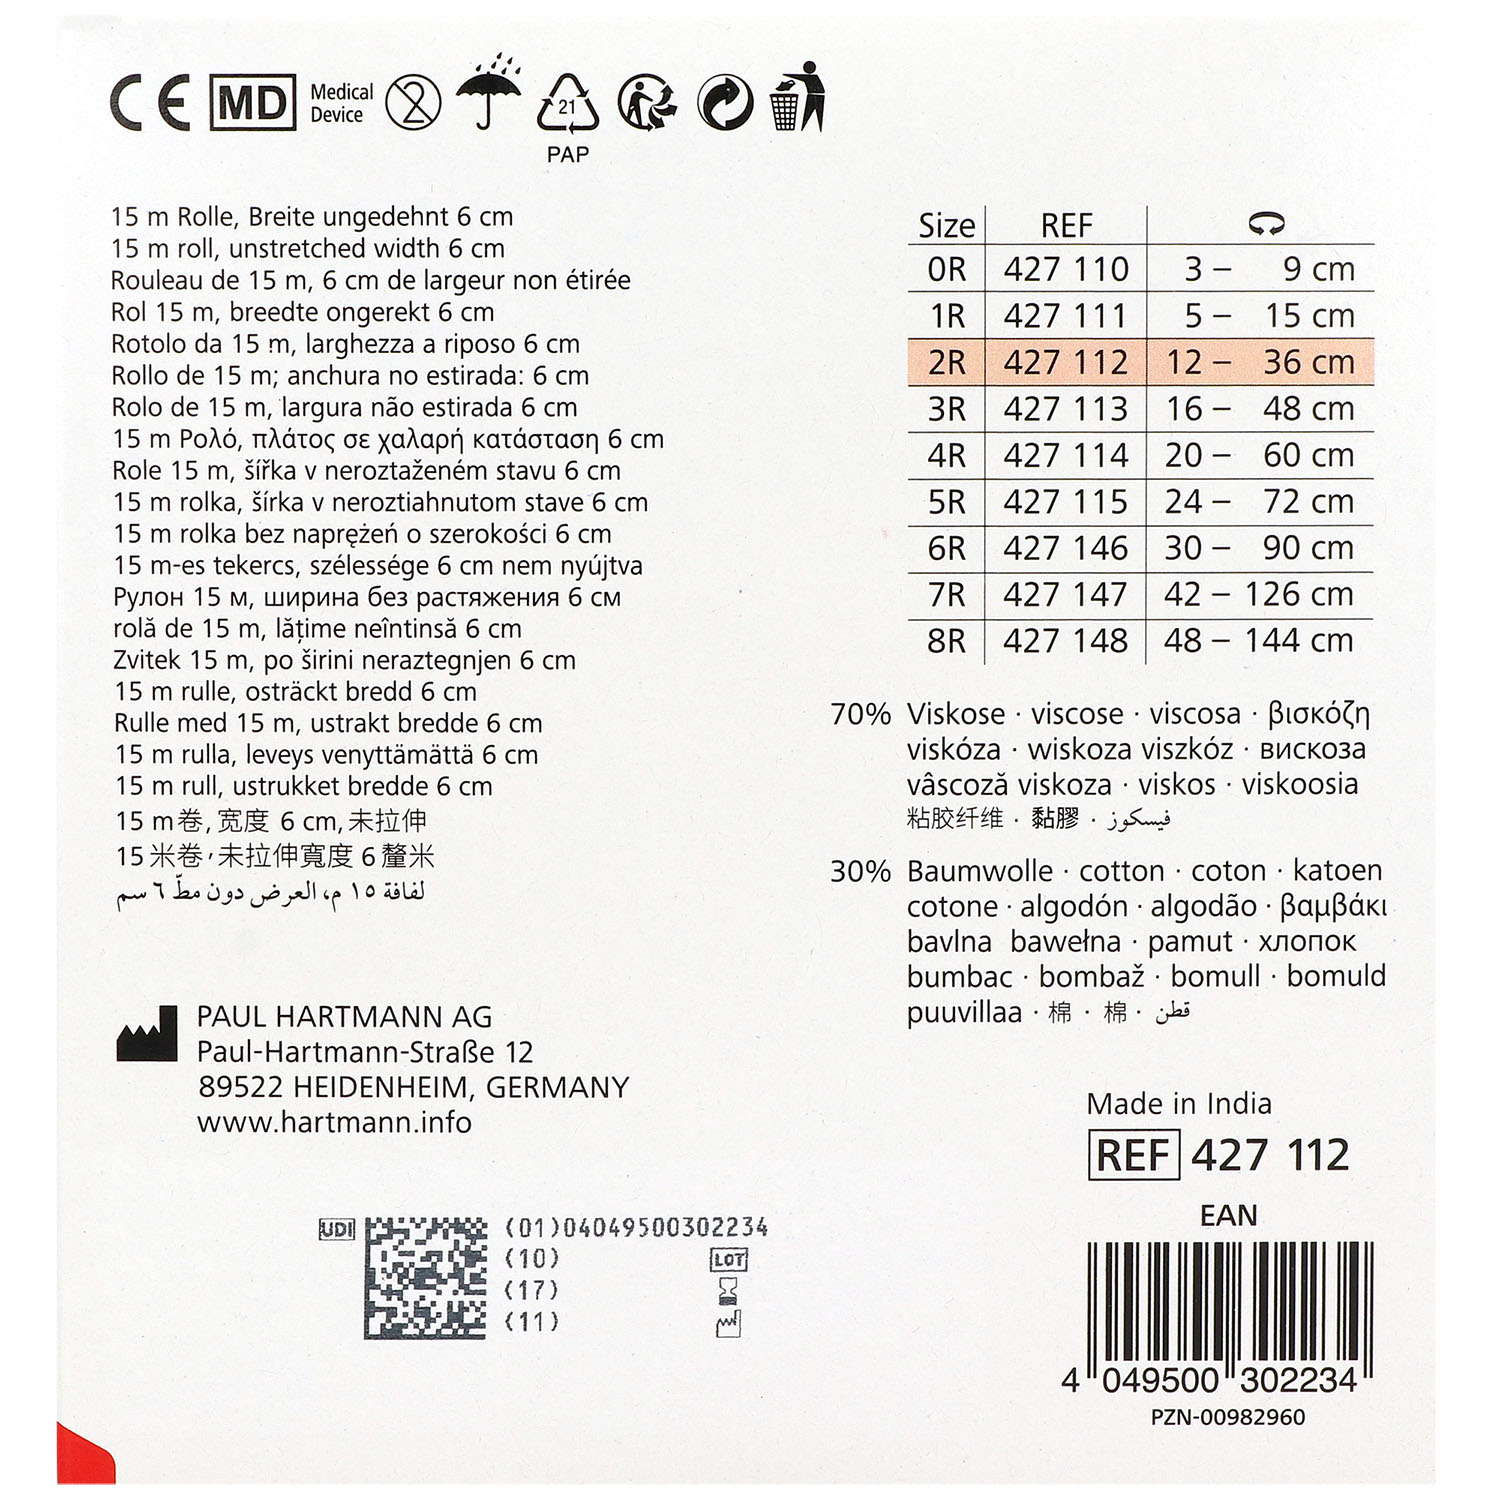 CE MD Medical Device 2 21 PAP
15 m Rolle, Breite ungedehnt 6 cm
15 m roll, unstretched width 6 cm
Rouleau de 15 m, 6 cm de largeur non étirée
Rol 15 m, breedte ongerekt 6 cm
Rotolo da 15 m, larghezza a riposo 6 cm
Rollo de 15 m; anchura no estirada: 6 cm
Rolo de 15 m, largura não estirada 6 cm
15 m Ρολό, πλάτος σε χαλαρή κατάσταση 6 cm
Role 15 m, šířka v neroztaženém stavu 6 cm
15 m rolka, šírka v neroztiahnutom stave 6 cm
15 m rolka bez naprężeń o szerokości 6 cm
15 m-es tekercs, szélessége 6 cm nem nyújtva
Рулон 15 м, ширина без растяжения 6 см
rolă de 15 m, lățime neîntinsă 6 cm
Zvitek 15 m, po širini neraztegnjen 6 cm
15 m rulle, osträckt bredd 6 cm
Rulle med 15 m, ustrakt bredde 6 cm
15 m rulla, leveys venyttämättä 6 cm
15 m rull, ustrukket bredde 6 cm
15 m卷, 宽度 6 cm, 未拉伸
15米卷，未拉伸寬度 6 釐米
لفافة ١٥ م، العرض دون مطّ ٦ سم
Size REF
0R 427 110 3 – 9 cm
1R 427 111 5 – 15 cm
2R 427 112 12 – 36 cm
3R 427 113 16 – 48 cm
4R 427 114 20 – 60 cm
5R 427 115 24 – 72 cm
6R 427 146 30 – 90 cm
7R 427 147 42 – 126 cm
8R 427 148 48 – 144 cm
70% Viskose · viscose · viscosa · βισκόζη
viskóza · wiskoza viszkóz · вискоза
vâscoză viskoza · viskos · viskoosia
粘胶纤维 · 黏膠 · فيسكوز
30% Baumwolle · cotton · coton · katoen
cotone · algodón · algodão · βαμβάκι
bavlna bawełna · pamut · хлопок
bumbac · bombaž · bomull · bomuld
puuvillaa · 棉 · 棉 · قطن
PAUL HARTMANN AG
Paul-Hartmann-Straße 12
89522 HEIDENHEIM, GERMANY
www.hartmann.info
Made in India
REF 427 112
UDI (01)04049500302234
(10) LOT
(17)
(11)
EAN
4 049500 302234
PZN-00982960